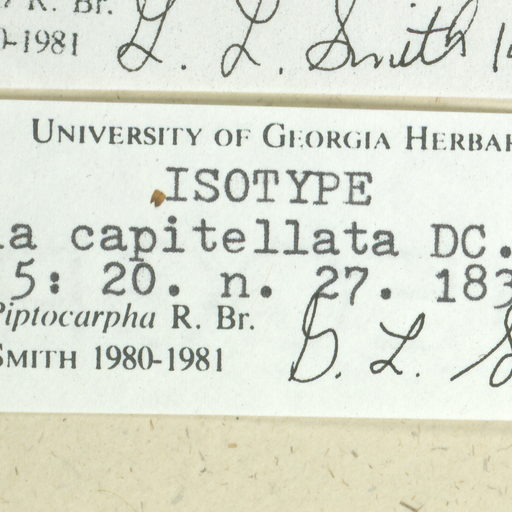 R. Br.
-1981 G. L. Smith
UNIVERSITY OF GEORGIA HERBAR
ISOTYPE
ia capitellata DC.
5: 20. n. 27. 183
Piptocarpha R. Br.
SMITH 1980-1981 G. L. S